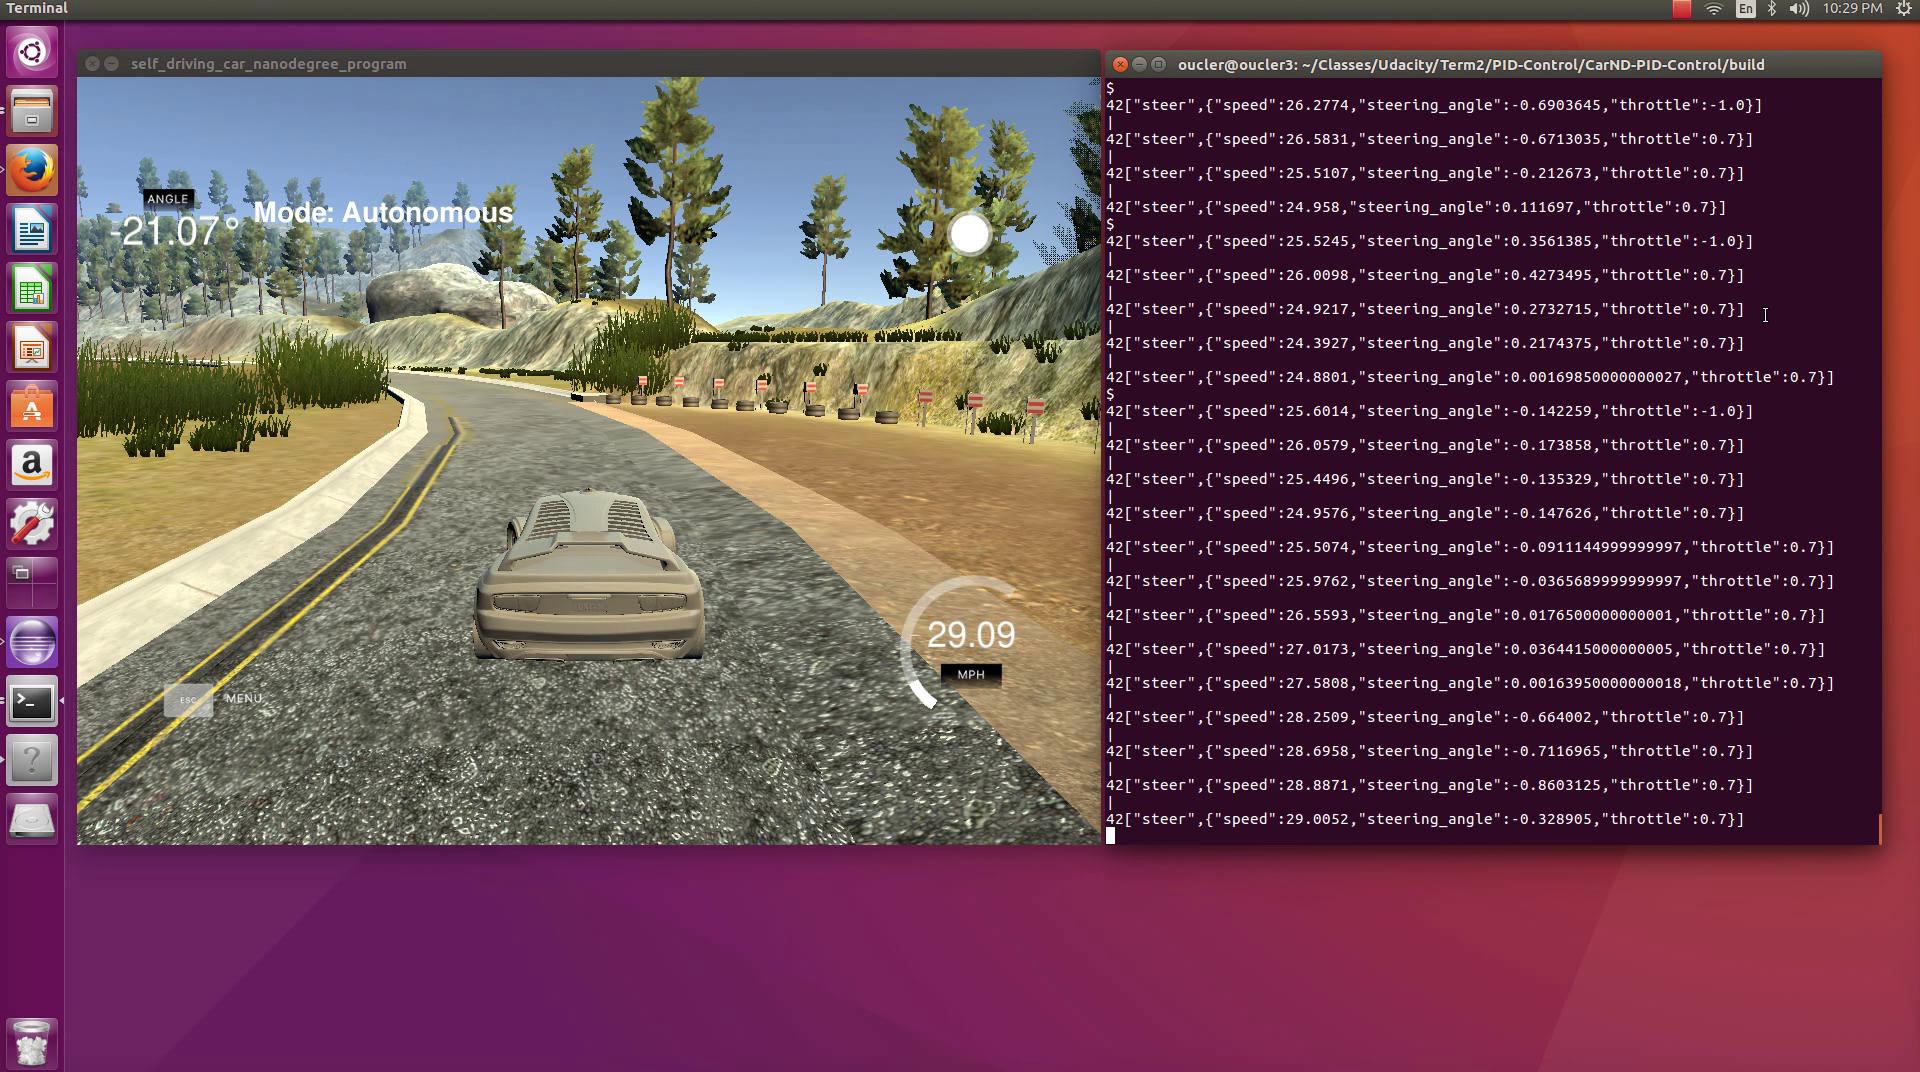 Terminal
En
10:29 PM
self_driving_car_nanodegree_program
ANGLE
-21.07°
Mode: Autonomous
29.09
MPH
ESC
MENU
a
>_
?
oucler@oucler3: ~/Classes/Udacity/Term2/PID-Control/CarND-PID-Control/build
$
42["steer",{"speed":26.2774,"steering_angle":-0.6903645,"throttle":-1.0}]
|
42["steer",{"speed":26.5831,"steering_angle":-0.6713035,"throttle":0.7}]
|
42["steer",{"speed":25.5107,"steering_angle":-0.212673,"throttle":0.7}]
|
42["steer",{"speed":24.958,"steering_angle":0.111697,"throttle":0.7}]
$
42["steer",{"speed":25.5245,"steering_angle":0.3561385,"throttle":-1.0}]
|
42["steer",{"speed":26.0098,"steering_angle":0.4273495,"throttle":0.7}]
|
42["steer",{"speed":24.9217,"steering_angle":0.2732715,"throttle":0.7}]
|
42["steer",{"speed":24.3927,"steering_angle":0.2174375,"throttle":0.7}]
|
42["steer",{"speed":24.8801,"steering_angle":0.00169850000000027,"throttle":0.7}]
$
42["steer",{"speed":25.6014,"steering_angle":-0.142259,"throttle":-1.0}]
|
42["steer",{"speed":26.0579,"steering_angle":-0.173858,"throttle":0.7}]
|
42["steer",{"speed":25.4496,"steering_angle":-0.135329,"throttle":0.7}]
|
42["steer",{"speed":24.9576,"steering_angle":-0.147626,"throttle":0.7}]
|
42["steer",{"speed":25.5074,"steering_angle":-0.0911144999999997,"throttle":0.7}]
|
42["steer",{"speed":25.9762,"steering_angle":-0.0365689999999997,"throttle":0.7}]
|
42["steer",{"speed":26.5593,"steering_angle":0.0176500000000001,"throttle":0.7}]
|
42["steer",{"speed":27.0173,"steering_angle":0.0364415000000005,"throttle":0.7}]
|
42["steer",{"speed":27.5808,"steering_angle":0.00163950000000018,"throttle":0.7}]
|
42["steer",{"speed":28.2509,"steering_angle":-0.664002,"throttle":0.7}]
|
42["steer",{"speed":28.6958,"steering_angle":-0.7116965,"throttle":0.7}]
|
42["steer",{"speed":28.8871,"steering_angle":-0.8603125,"throttle":0.7}]
|
42["steer",{"speed":29.0052,"steering_angle":-0.328905,"throttle":0.7}]